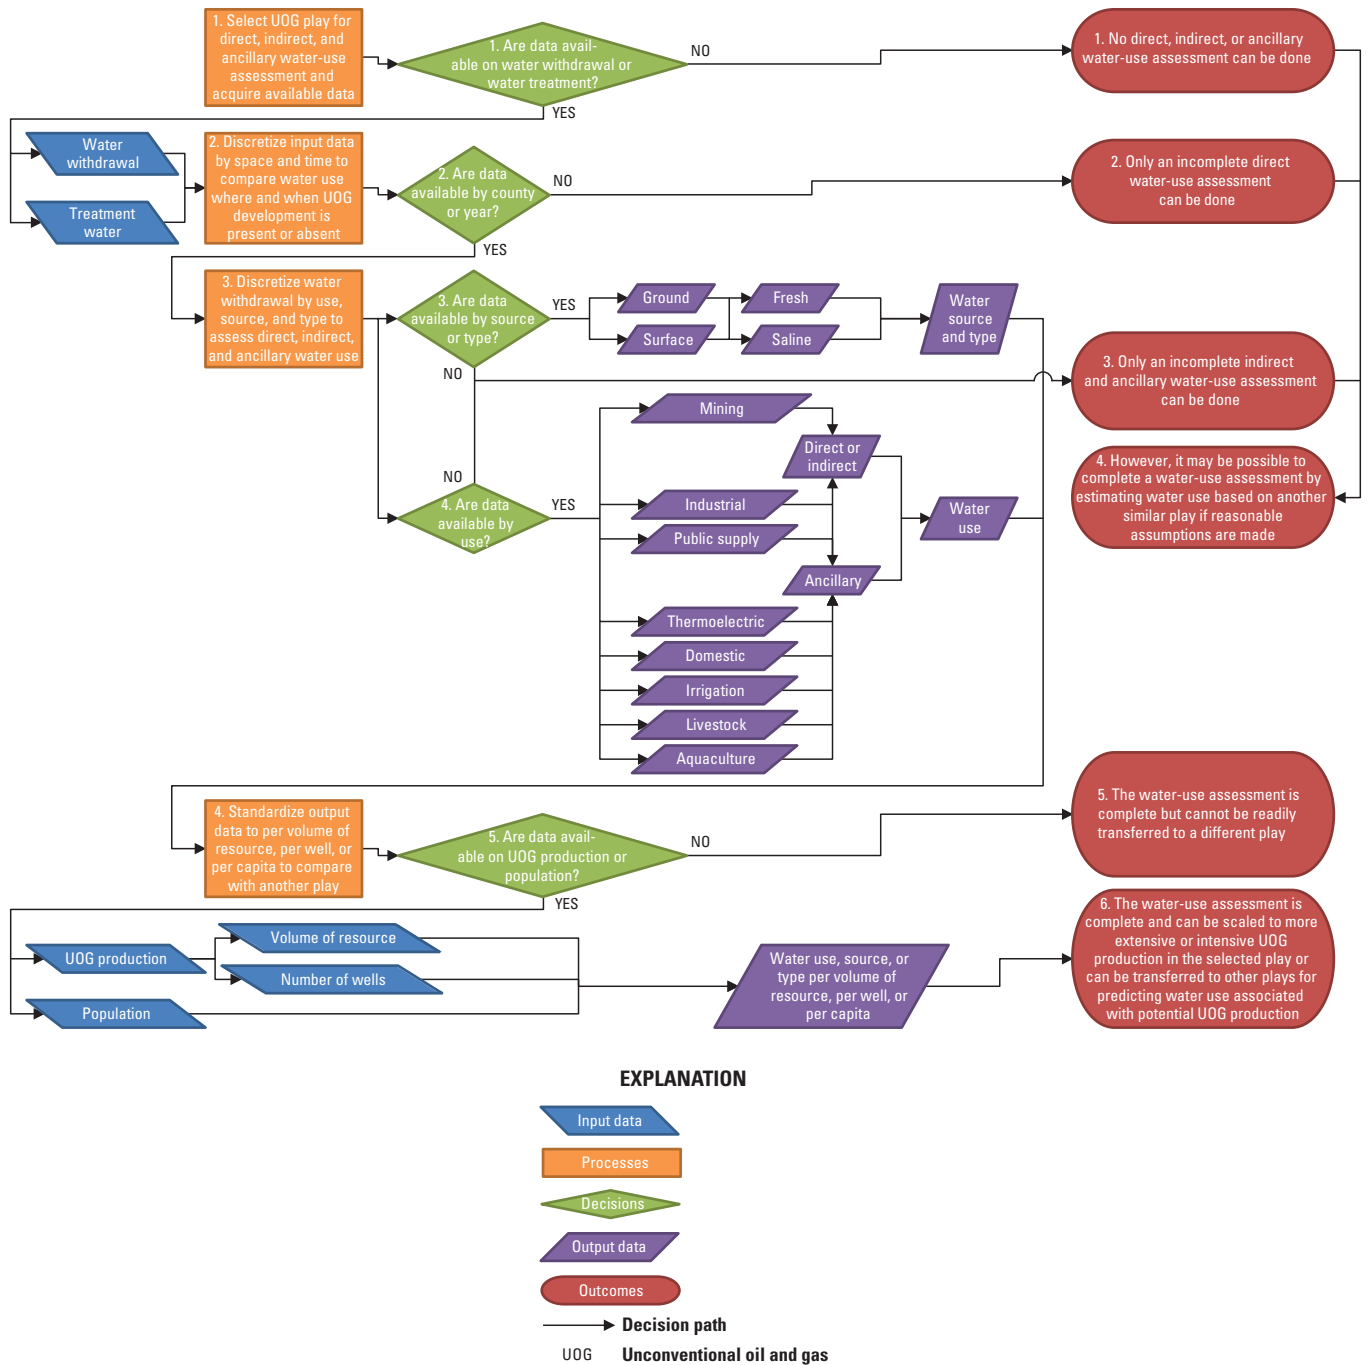 1. Select UOG play for
direct, indirect, and
ancillary water-use
assessment and
acquire available data
1. Are data avail-
able on water withdrawal or
water treatment?
NO
1. No direct, indirect, or ancillary
water-use assessment can be done
YES
Water
withdrawal
Treatment
water
2. Discretize input data
by space and time to
compare water use
where and when UOG
development is
present or absent
2. Are data
available by county
or year?
NO
2. Only an incomplete direct
water-use assessment
can be done
YES
3. Discretize water
withdrawal by use,
source, and type to
assess direct, indirect,
and ancillary water use
3. Are data
available by source
or type?
YES
Ground
Surface
Fresh
Saline
Water
source
and type
NO
3. Only an incomplete indirect
and ancillary water-use assessment
can be done
NO
4. Are data
available by
use?
YES
Mining
Industrial
Public supply
Thermoelectric
Domestic
Irrigation
Livestock
Aquaculture
Direct or
indirect
Ancillary
Water
use
4. However, it may be possible to
complete a water-use assessment by
estimating water use based on another
similar play if reasonable
assumptions are made
4. Standardize output
data to per volume of
resource, per well, or
per capita to compare
with another play
5. Are data avail-
able on UOG production or
population?
NO
5. The water-use assessment is
complete but cannot be readily
transferred to a different play
YES
UOG production
Population
Volume of resource
Number of wells
Water use, source, or
type per volume of
resource, per well, or
per capita
6. The water-use assessment is
complete and can be scaled to more
extensive or intensive UOG
production in the selected play or
can be transferred to other plays for
predicting water use associated
with potential UOG production
EXPLANATION
Input data
Processes
Decisions
Output data
Outcomes
Decision path
UOG Unconventional oil and gas